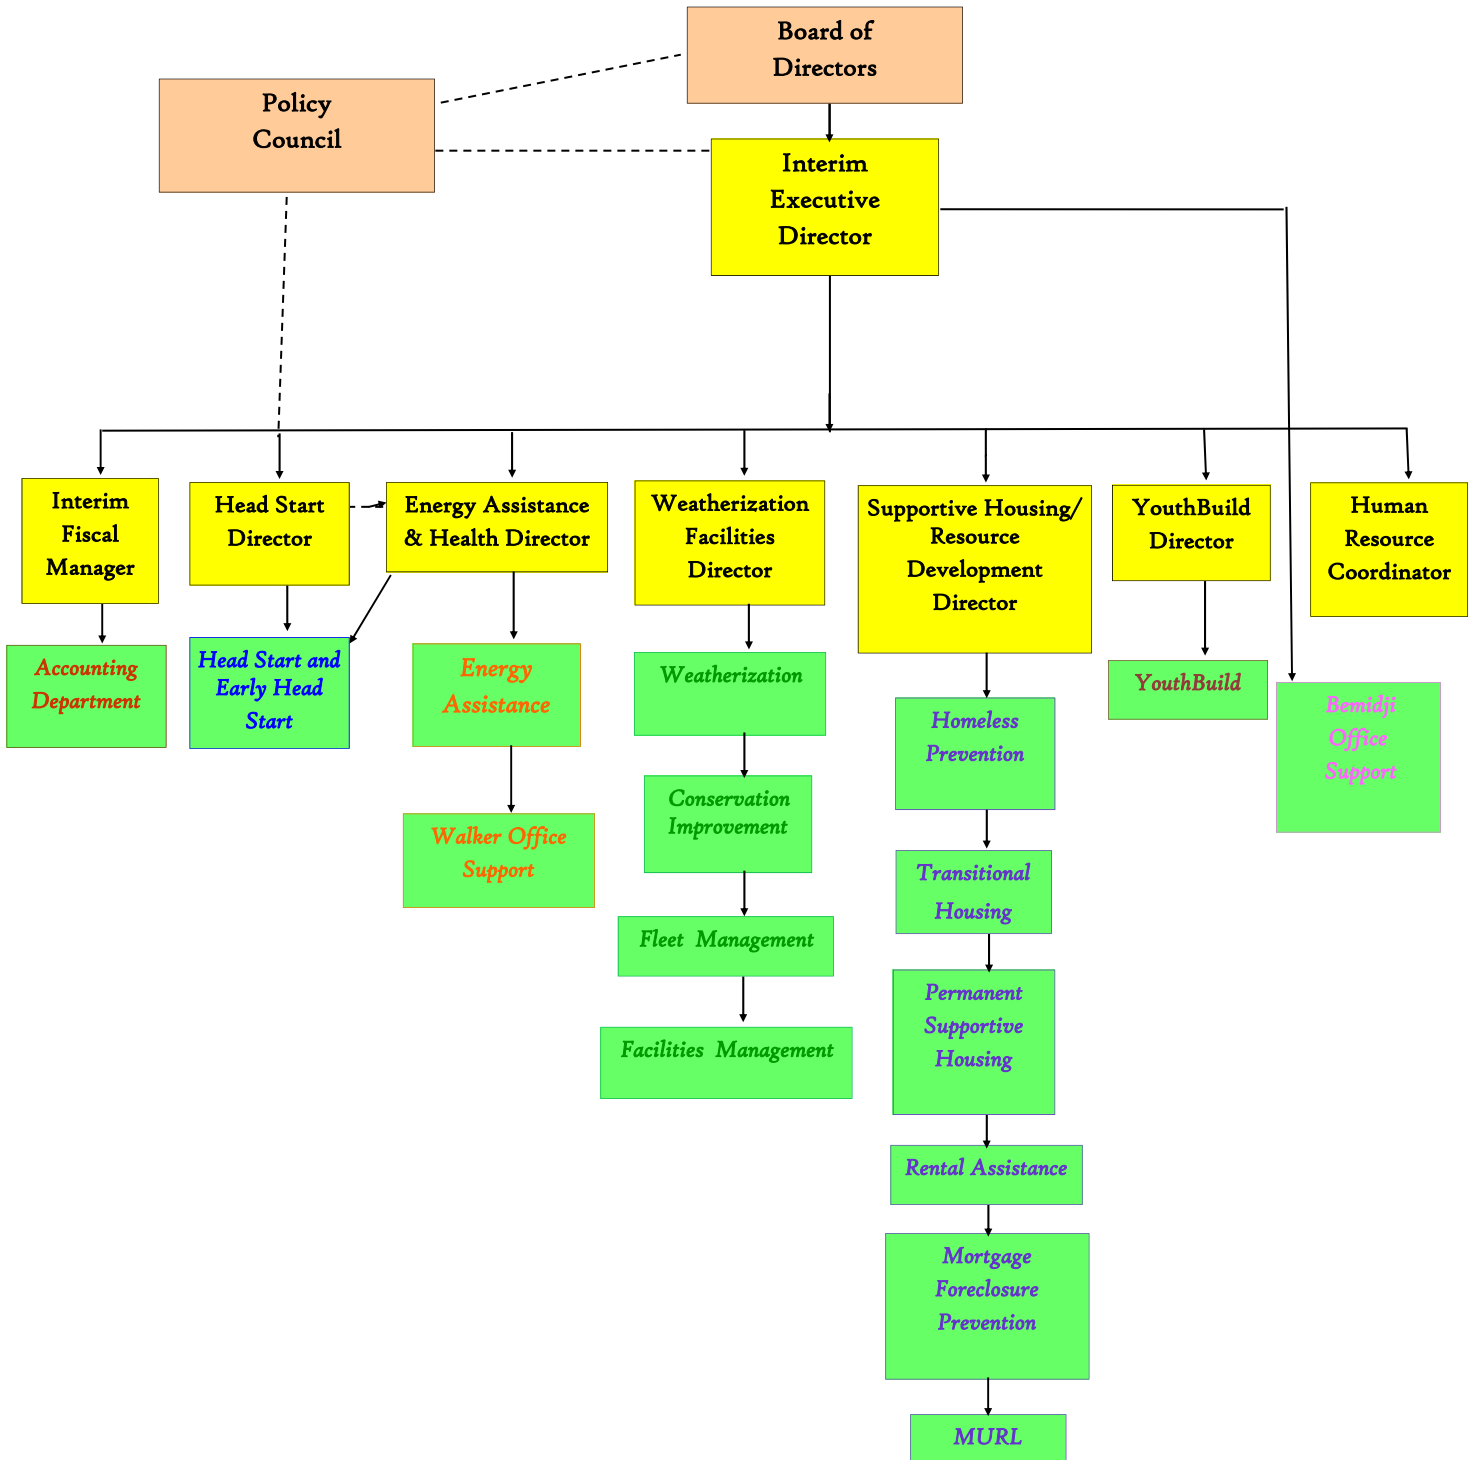 Board of
Directors
Policy
Council
Interim
Executive
Director
Interim
Fiscal
Manager
Head Start
Director
Energy Assistance
& Health Director
Weatherization
Facilities
Director
Supportive Housing/
Resource
Development
Director
YouthBuild
Director
Human
Resource
Coordinator
Accounting
Department
Head Start and
Early Head
Start
Energy
Assistance
Walker Office
Support
Weatherization
Conservation
Improvement
Fleet Management
Facilities Management
Homeless
Prevention
Transitional
Housing
Permanent
Supportive
Housing
Rental Assistance
Mortgage
Foreclosure
Prevention
MURL
YouthBuild
Bemidji
Office
Support